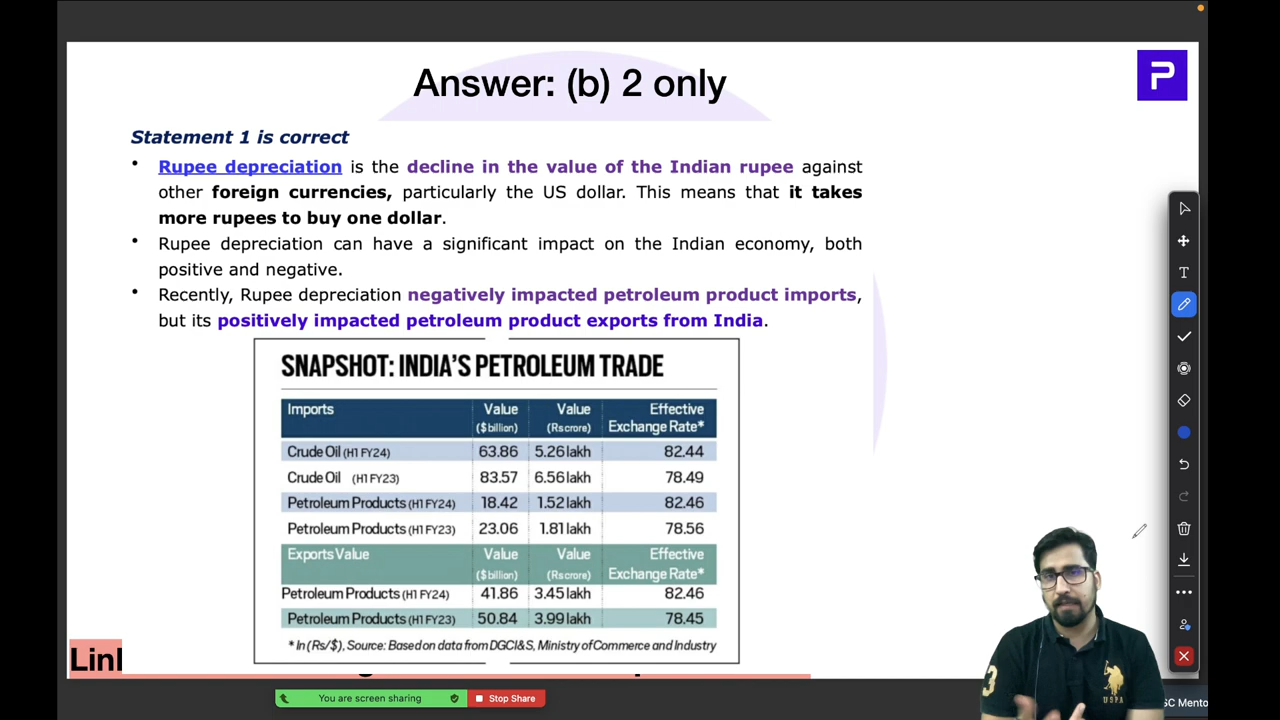 Answer: (b) 2 only
P
Statement 1 is correct
• Rupee depreciation is the decline in the value of the Indian rupee against
other foreign currencies, particularly the US dollar. This means that it takes
more rupees to buy one dollar.
• Rupee depreciation can have a significant impact on the Indian economy, both
positive and negative.
• Recently, Rupee depreciation negatively impacted petroleum product imports,
but its positively impacted petroleum product exports from India.
SNAPSHOT: INDIA'S PETROLEUM TRADE
Imports Value Value Effective
($ billion) (Rs crore) Exchange Rate*
Crude Oil (H1 FY24) 63.86 5.26 lakh 82.44
Crude Oil (H1 FY23) 83.57 6.56 lakh 78.49
Petroleum Products (H1 FY24) 18.42 1.52 lakh 82.46
Petroleum Products (H1 FY23) 23.06 1.81 lakh 78.56
Exports Value Value Value Effective
($ billion) (Rs crore) Exchange Rate*
Petroleum Products (H1 FY24) 41.86 3.45 lakh 82.46
Petroleum Products (H1 FY23) 50.84 3.99 lakh 78.45
* In (Rs/$), Source: Based on data from DGCI&S, Ministry of Commerce and Industry
You are screen sharing Stop Share
SC Mento
3
USPA
T